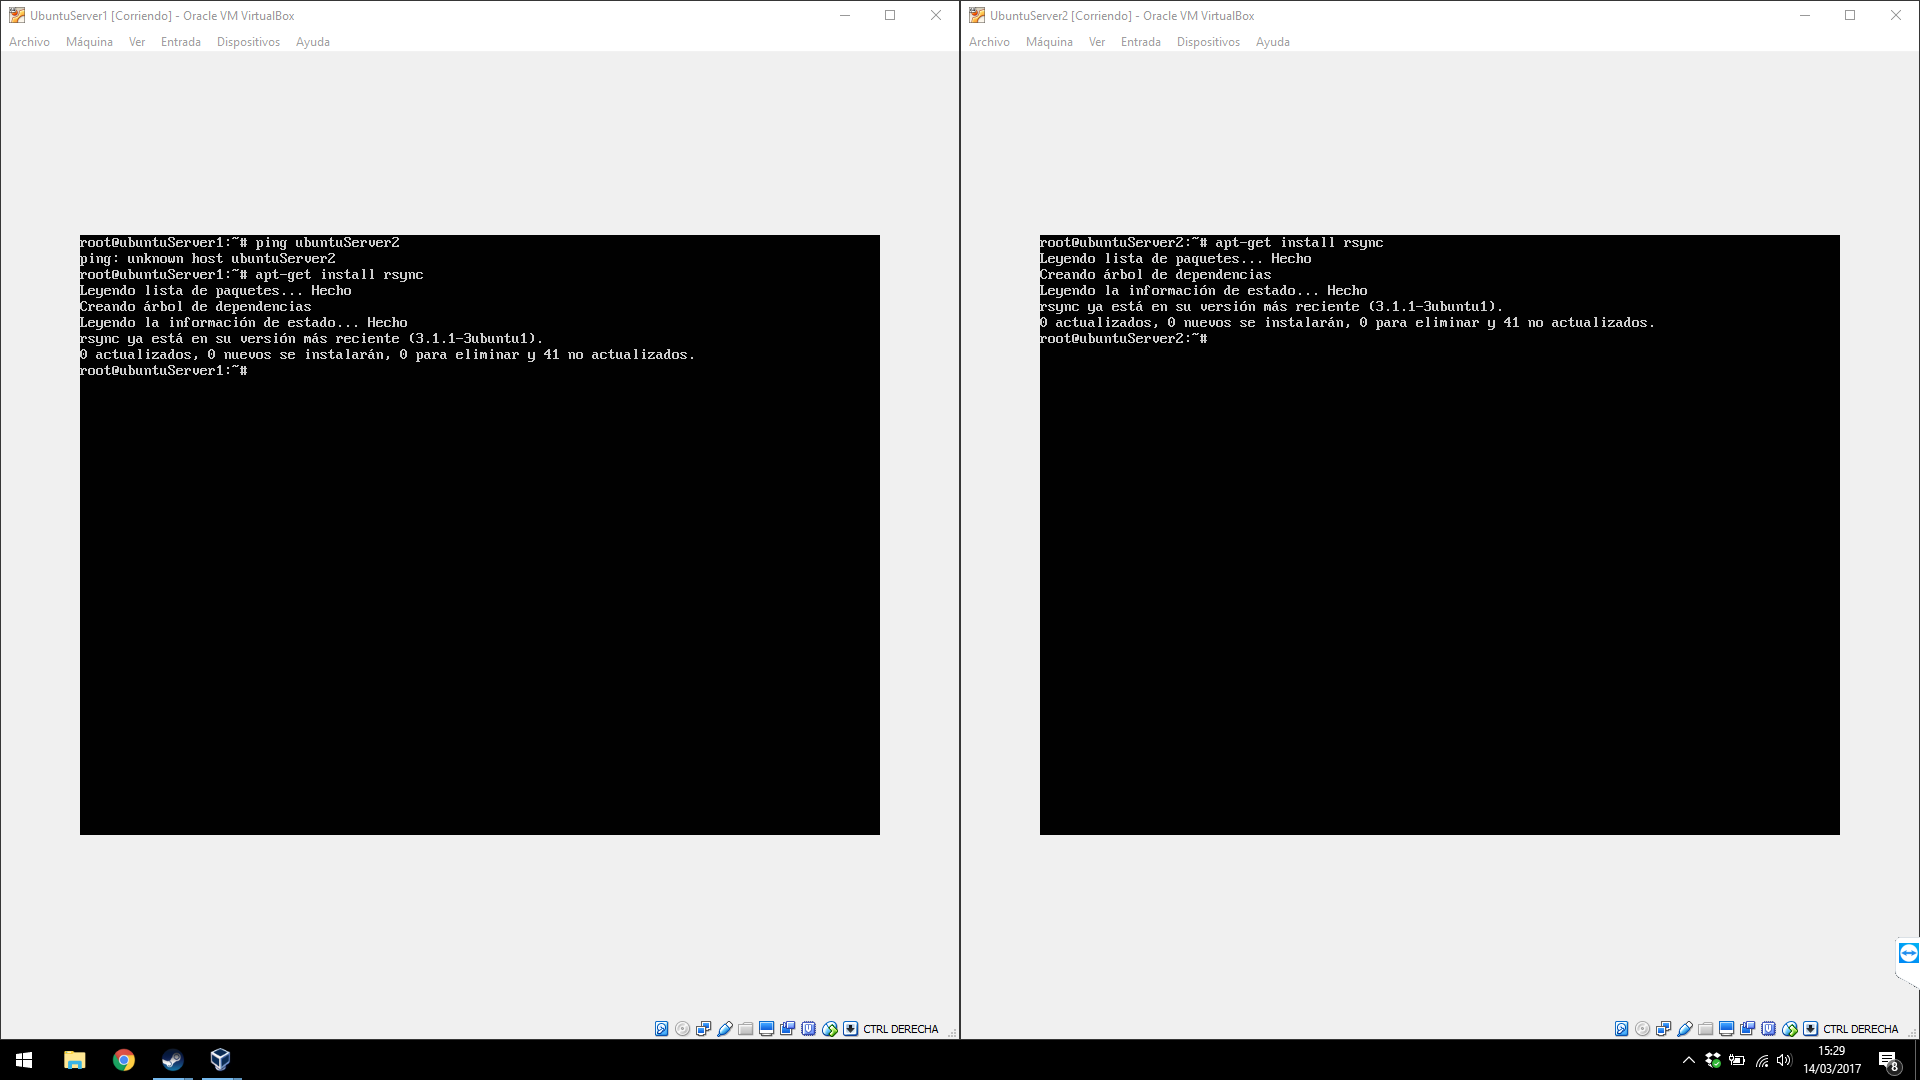 UbuntuServer1 [Corriendo] - Oracle VM VirtualBox
Archivo Máquina Ver Entrada Dispositivos Ayuda
root@ubuntuServer1:~# ping ubuntuServer2
ping: unknown host ubuntuServer2
root@ubuntuServer1:~# apt-get install rsync
Leyendo lista de paquetes... Hecho
Creando árbol de dependencias
Leyendo la información de estado... Hecho
rsync ya está en su versión más reciente (3.1.1-3ubuntu1).
0 actualizados, 0 nuevos se instalarán, 0 para eliminar y 41 no actualizados.
root@ubuntuServer1:~#
CTRL DERECHA
UbuntuServer2 [Corriendo] - Oracle VM VirtualBox
Archivo Máquina Ver Entrada Dispositivos Ayuda
root@ubuntuServer2:~# apt-get install rsync
Leyendo lista de paquetes... Hecho
Creando árbol de dependencias
Leyendo la información de estado... Hecho
rsync ya está en su versión más reciente (3.1.1-3ubuntu1).
0 actualizados, 0 nuevos se instalarán, 0 para eliminar y 41 no actualizados.
root@ubuntuServer2:~#
CTRL DERECHA
15:29
14/03/2017
8